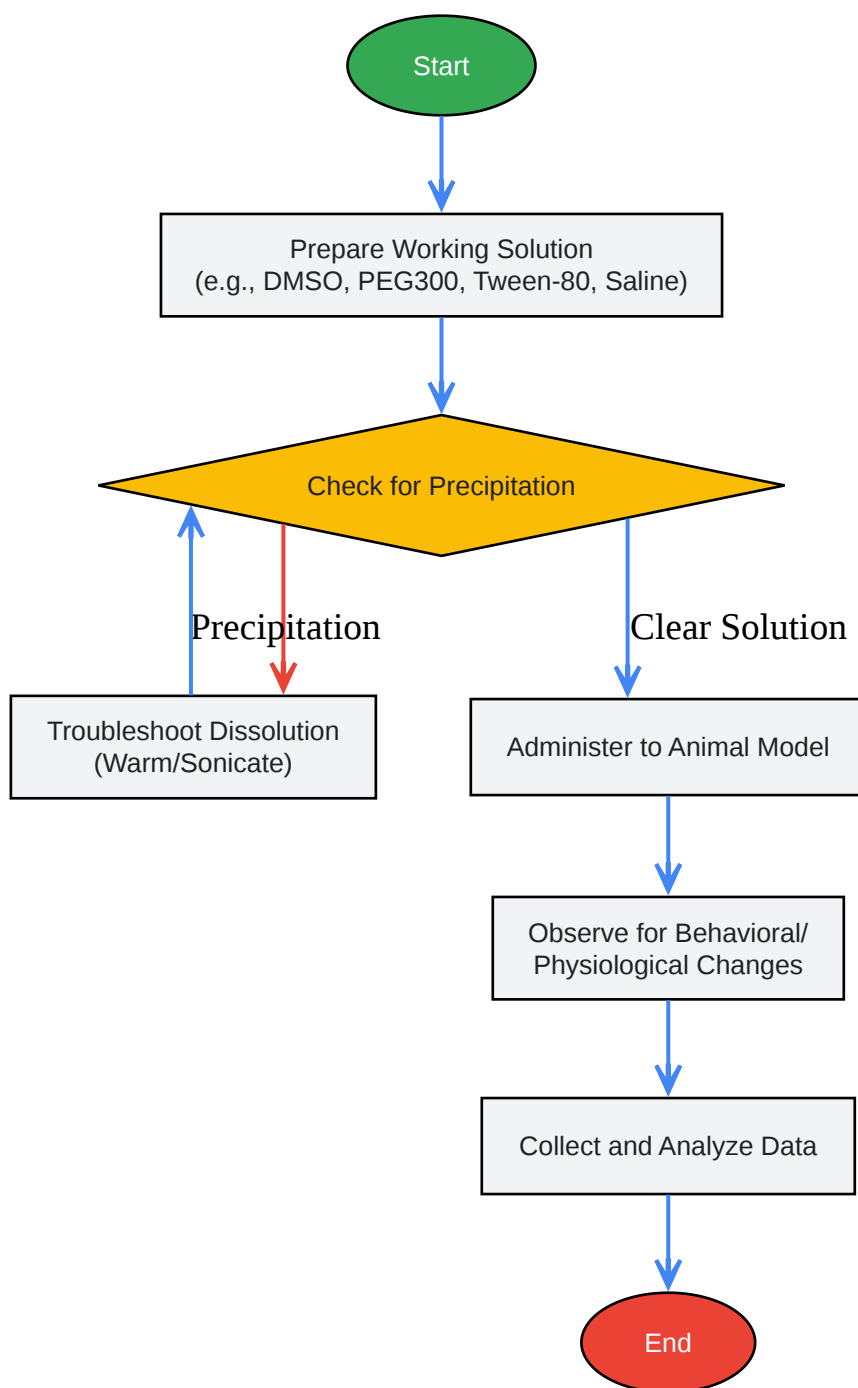 Start
Prepare Working Solution
(e.g., DMSO, PEG300, Tween-80, Saline)
Check for Precipitation
Precipitation
Clear Solution
Troubleshoot Dissolution
(Warm/Sonicate)
Administer to Animal Model
Observe for Behavioral/
Physiological Changes
Collect and Analyze Data
End